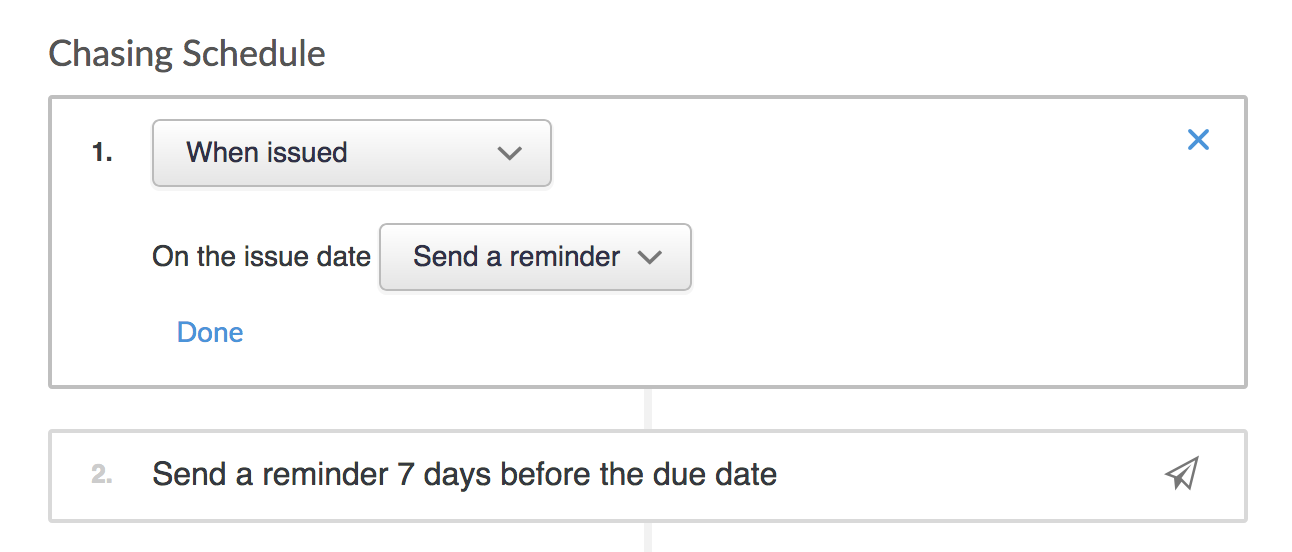 Chasing Schedule
1. When issued
On the issue date Send a reminder
Done
2. Send a reminder 7 days before the due date